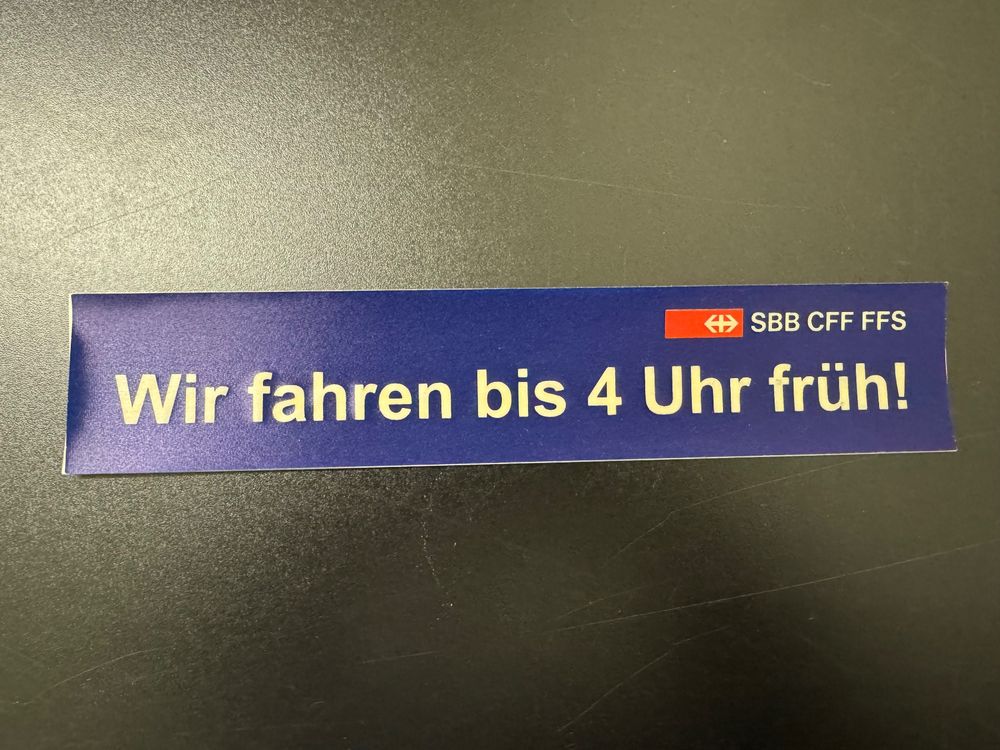 SBB CFF FFS
Wir fahren bis 4 Uhr früh!